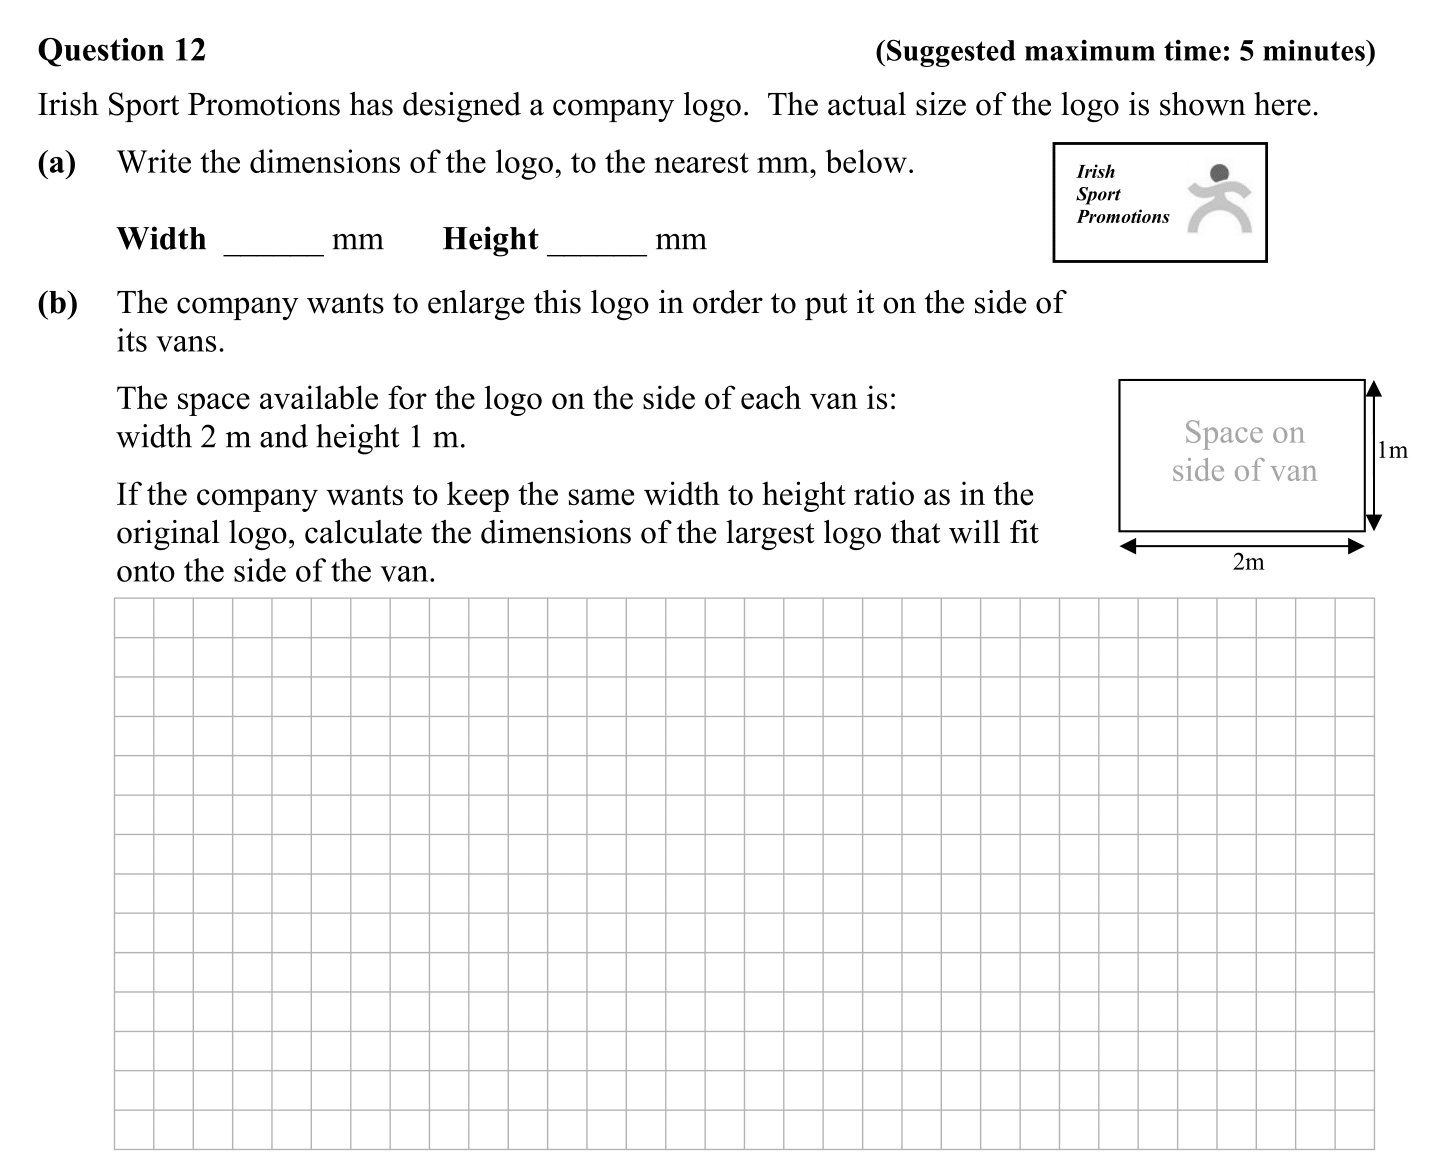 Question 12 (Suggested maximum time: 5 minutes)
Irish Sport Promotions has designed a company logo. The actual size of the logo is shown here.
(a) Write the dimensions of the logo, to the nearest mm, below.
Irish
Sport
Promotions
Width ______ mm Height ______ mm
(b) The company wants to enlarge this logo in order to put it on the side of
its vans.
The space available for the logo on the side of each van is:
width 2 m and height 1 m.
Space on
side of van
1m
2m
If the company wants to keep the same width to height ratio as in the
original logo, calculate the dimensions of the largest logo that will fit
onto the side of the van.